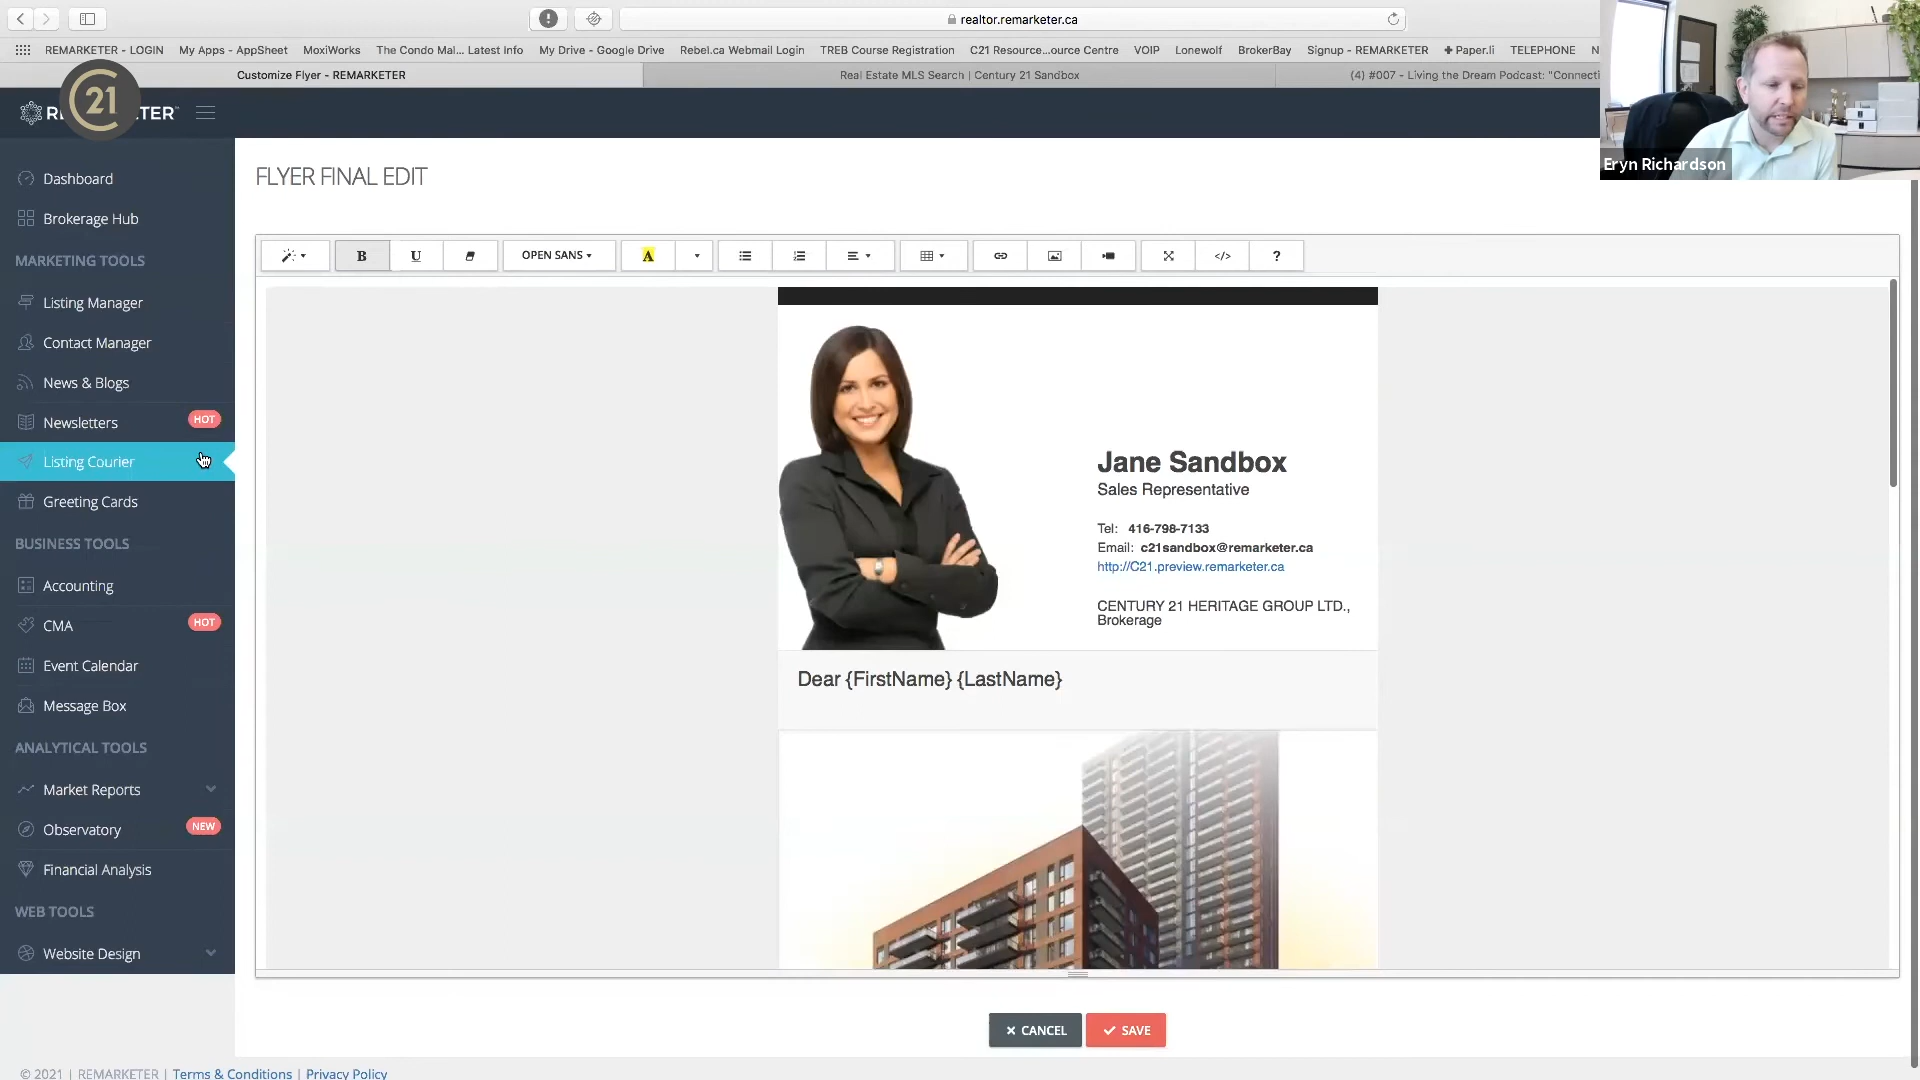 realtor.remarketer.ca
REMARKETER - LOGIN
My Apps - AppSheet
MoxiWorks
The Condo Mal... Latest Info
My Drive - Google Drive
Rebel.ca Webmail Login
TREB Course Registration
C21 Resource...ource Centre
VOIP
Lonewolf
BrokerBay
Signup - REMARKETER
Paper.li
TELEPHONE
N
Customize Flyer - REMARKETER
Real Estate MLS Search | Century 21 Sandbox
(4) #007 - Living the Dream Podcast: "Connecti
C21
TER
Eryn Richardson
Dashboard
Brokerage Hub
MARKETING TOOLS
Listing Manager
Contact Manager
News & Blogs
Newsletters
HOT
Listing Courier
Greeting Cards
BUSINESS TOOLS
Accounting
CMA
HOT
Event Calendar
Message Box
ANALYTICAL TOOLS
Market Reports
Observatory
NEW
Financial Analysis
WEB TOOLS
Website Design
FLYER FINAL EDIT
B
U
OPEN SANS
A
</>
?
Jane Sandbox
Sales Representative
Tel: 416-798-7133
Email: c21sandbox@remarketer.ca
http://C21.preview.remarketer.ca
CENTURY 21 HERITAGE GROUP LTD.,
Brokerage
Dear {FirstName} {LastName}
CANCEL
SAVE
© 2021 | REMARKETER | Terms & Conditions | Privacy Policy